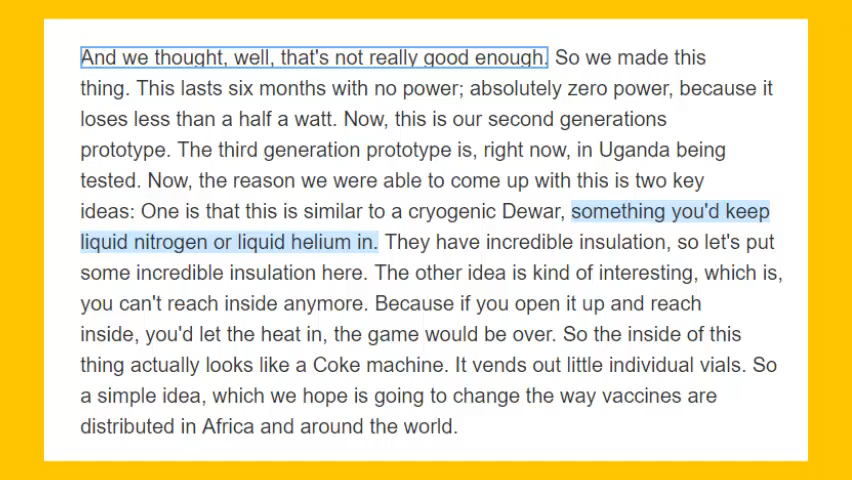 And we thought, well, that's not really good enough. So we made this
thing. This lasts six months with no power; absolutely zero power, because it
loses less than a half a watt. Now, this is our second generations
prototype. The third generation prototype is, right now, in Uganda being
tested. Now, the reason we were able to come up with this is two key
ideas: One is that this is similar to a cryogenic Dewar, something you'd keep
liquid nitrogen or liquid helium in. They have incredible insulation, so let's put
some incredible insulation here. The other idea is kind of interesting, which is,
you can't reach inside anymore. Because if you open it up and reach
inside, you'd let the heat in, the game would be over. So the inside of this
thing actually looks like a Coke machine. It vends out little individual vials. So
a simple idea, which we hope is going to change the way vaccines are
distributed in Africa and around the world.